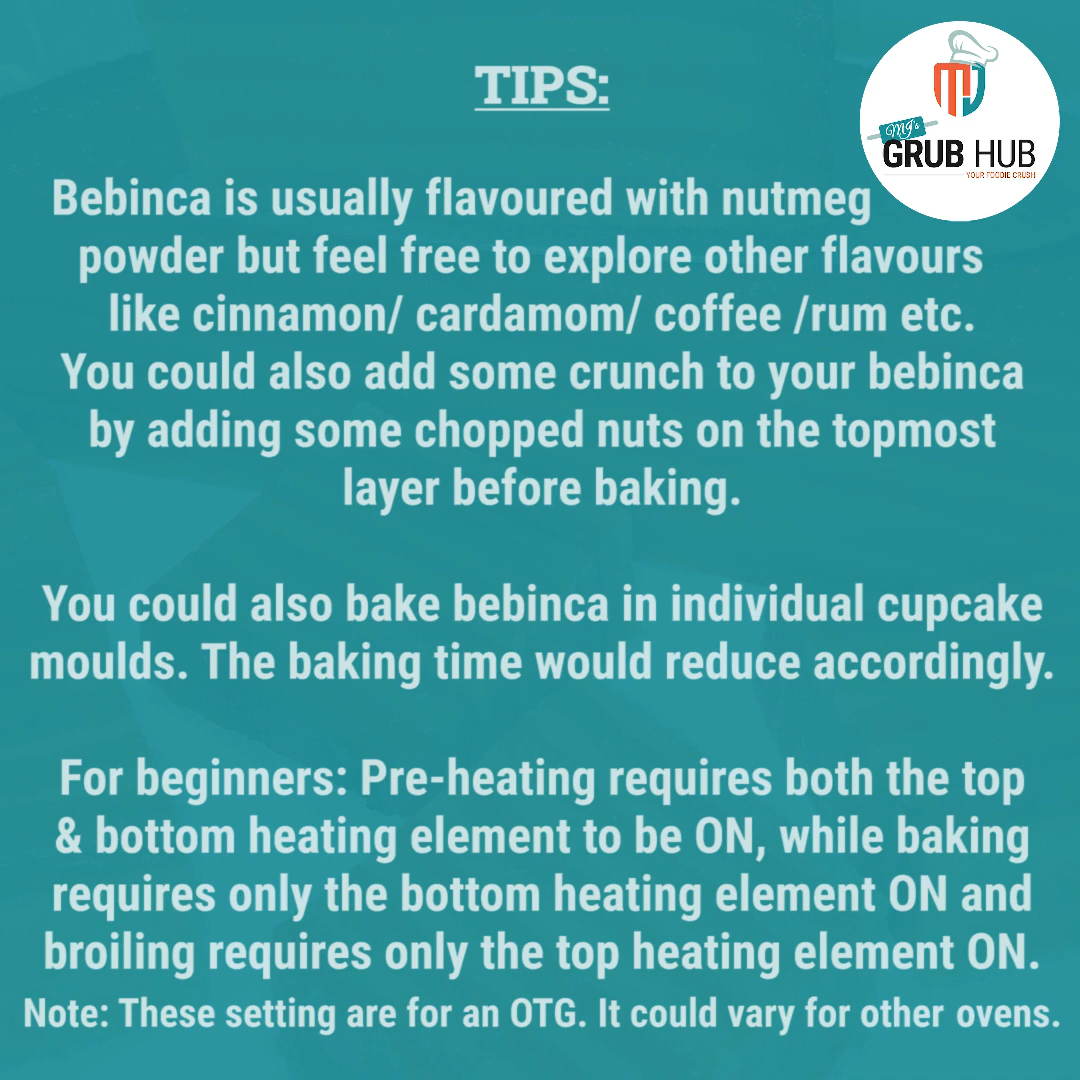 TIPS:
MJ
MJ's
GRUB HUB
YOUR FOODIE CRUSH
Bebinca is usually flavoured with nutmeg
powder but feel free to explore other flavours
like cinnamon/ cardamom/ coffee /rum etc.
You could also add some crunch to your bebinca
by adding some chopped nuts on the topmost
layer before baking.
You could also bake bebinca in individual cupcake
moulds. The baking time would reduce accordingly.
For beginners: Pre-heating requires both the top
& bottom heating element to be ON, while baking
requires only the bottom heating element ON and
broiling requires only the top heating element ON.
Note: These setting are for an OTG. It could vary for other ovens.